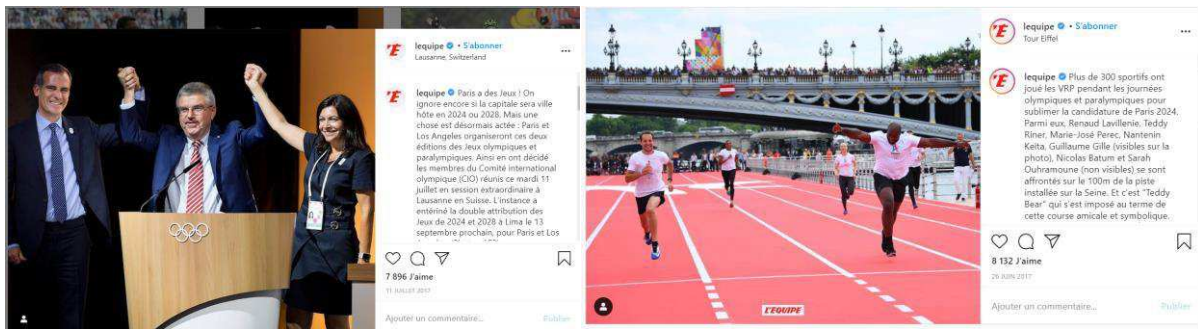 lequipe • S'abonner
Lausanne, Switzerland
lequipe Paris a des Jeux ! On
ignore encore si la capitale sera ville
hôte en 2024 ou 2028. Mais une
chose est désormais actée : Paris et
Los Angeles organiseront ces deux
éditions des Jeux olympiques et
paralympiques. Ainsi en ont décidé
les membres du Comité international
olympique (CIO) réunis ce mardi 11
juillet en session extraordinaire à
Lausanne en Suisse. L'instance a
entériné la double attribution des
Jeux de 2024 et 2028 à Lima le 13
septembre prochain, pour Paris et Los
7 896 J'aime
11 JUILLET 2017
Ajouter un commentaire... Publier
L'EQUIPE
lequipe • S'abonner
Tour Eiffel
lequipe Plus de 300 sportifs ont
joué les VRP pendant les journées
olympiques et paralympiques pour
sublimer la candidature de Paris 2024.
Parmi eux, Renaud Lavillenie, Teddy
Riner, Marie-José Perec, Nantenin
Keita, Guillaume Gille (visibles sur la
photo), Nicolas Batum et Sarah
Ouhramoune (non visibles) se sont
affrontés sur le 100m de la piste
installée sur la Seine. Et c'est "Teddy
Bear" qui s'est imposé au terme de
cette course amicale et symbolique.
8 132 J'aime
26 JUIN 2017
Ajouter un commentaire... Publier